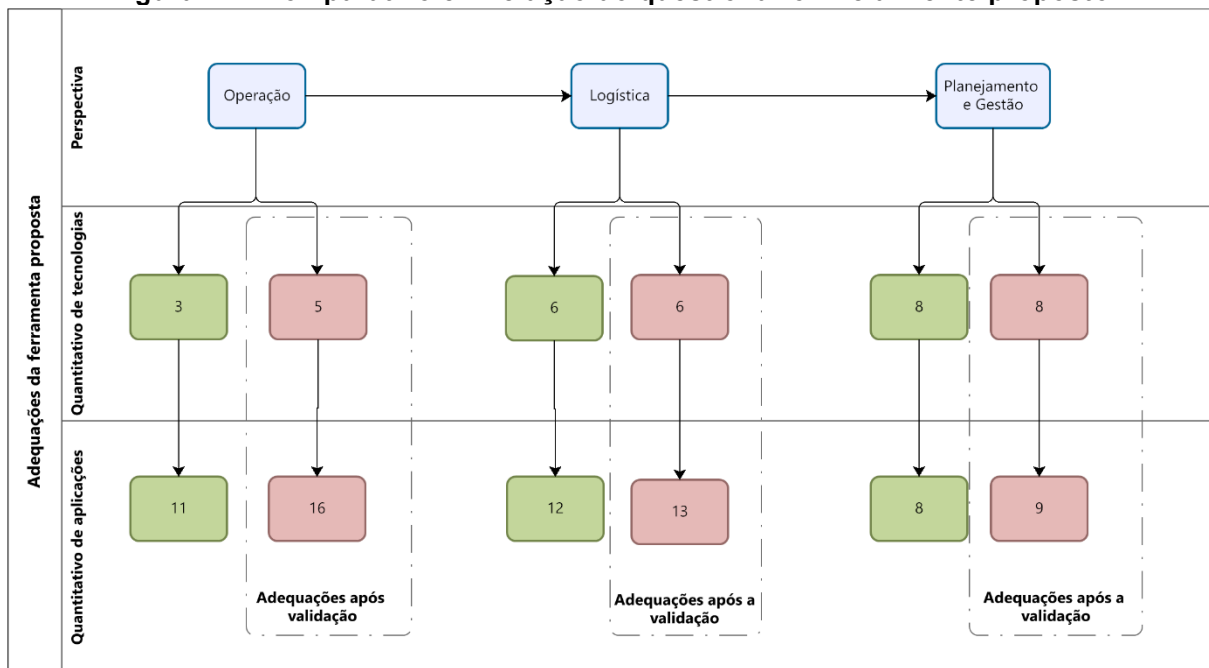 Adequações da ferramenta proposta
Perspectiva
Operação
Logística
Planejamento
e Gestão
Quantitativo de tecnologias
3
5
6
6
8
8
Quantitativo de aplicações
11
16
12
13
8
9
Adequações após
validação
Adequações após a
validação
Adequações após a
validação